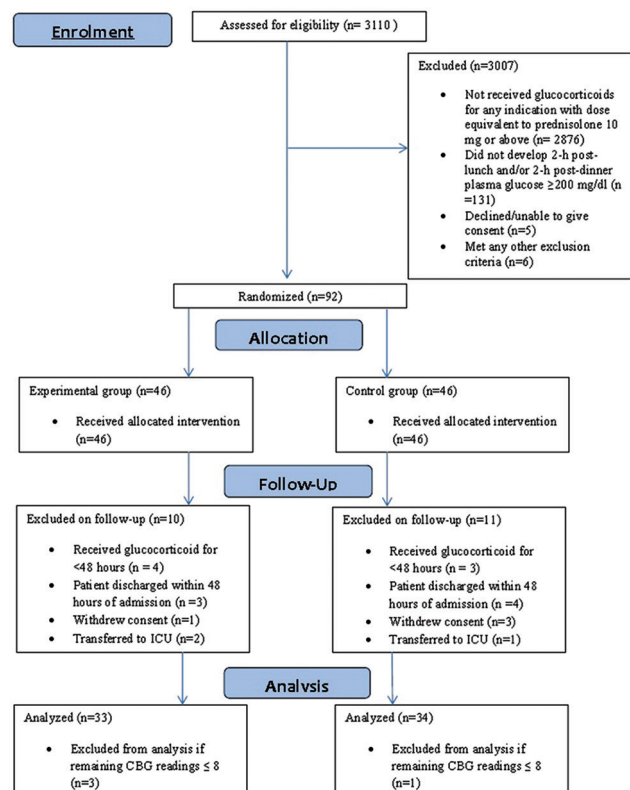 Enrolment
Assessed for eligibility (n= 3110 )
Excluded (n=3007)
• Not received glucocorticoids
for any indication with dose
equivalent to prednisolone 10
mg or above (n= 2876)
• Did not develop 2-h post-
lunch and/or 2-h post-dinner
plasma glucose ≥200 mg/dl (n
=131)
• Declined/unable to give
consent (n=5)
• Met any other exclusion
criteria (n=6)
Randomized (n=92)
Allocation
Experimental group (n=46)
• Received allocated intervention
(n=46)
Control group (n=46)
• Received allocated intervention
(n=46)
Follow-Up
Excluded on follow-up (n=10)
• Received glucocorticoid for
<48 hours (n = 4)
• Patient discharged within 48
hours of admission (n =3)
• Withdrew consent (n=1)
• Transferred to ICU (n=2)
Excluded on follow-up (n=11)
• Received glucocorticoid for
<48 hours (n = 3)
• Patient discharged within 48
hours of admission (n =4)
• Withdrew consent (n=3)
• Transferred to ICU (n=1)
Analysis
Analyzed (n=33)
• Excluded from analysis if
remaining CBG readings ≤ 8
(n=3)
Analyzed (n=34)
• Excluded from analysis if
remaining CBG readings ≤ 8
(n=1)